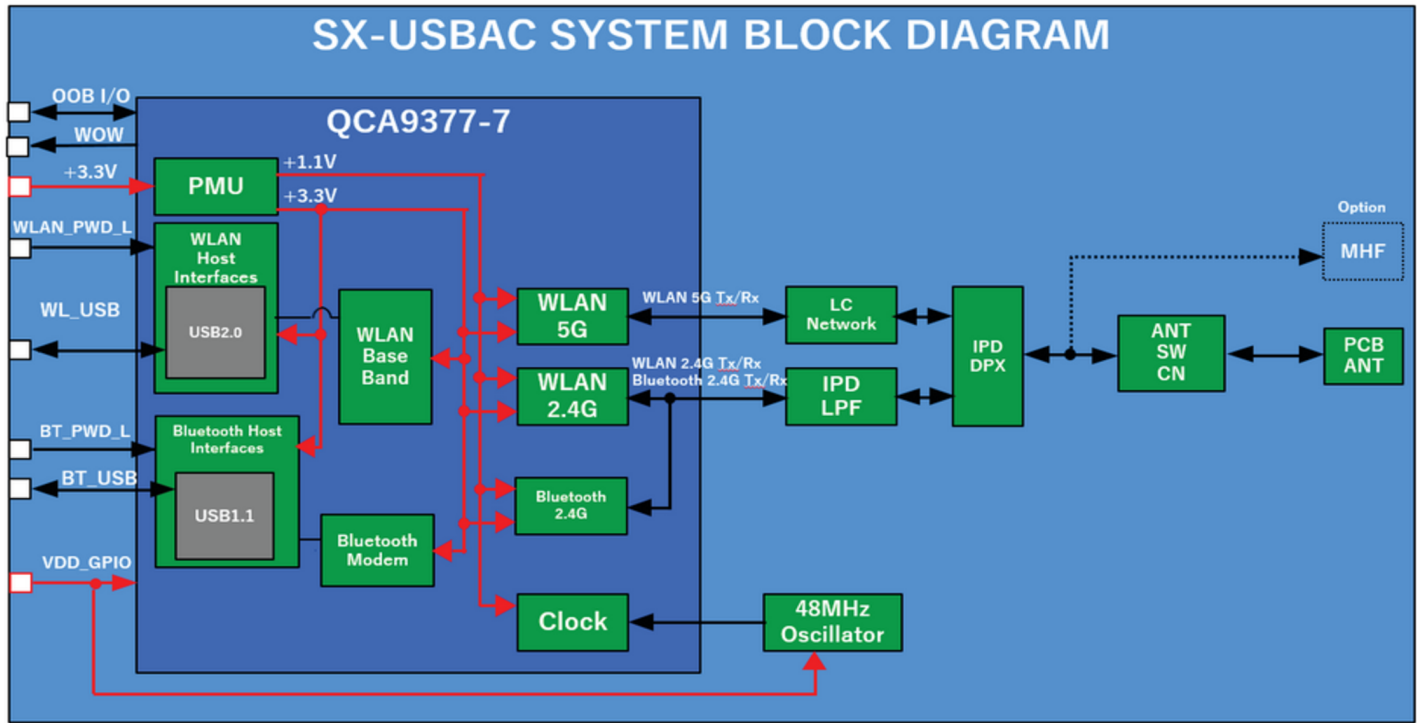 SX-USBAC SYSTEM BLOCK DIAGRAM
OOB I/O
WOW
+3.3V
WLAN_PWD_L
WL_USB
BT_PWD_L
BT_USB
VDD_GPIO
QCA9377-7
PMU
+1.1V
+3.3V
WLAN
Host
Interfaces
USB2.0
WLAN
Base
Band
Bluetooth Host
Interfaces
USB1.1
Bluetooth
Modem
WLAN
5G
WLAN
2.4G
Bluetooth
2.4G
Clock
WLAN 5G Tx/Rx
WLAN 2.4G Tx/Rx
Bluetooth 2.4G Tx/Rx
LC
Network
IPD
LPF
48MHz
Oscillator
IPD
DPX
ANT
SW
CN
Option
MHF
PCB
ANT